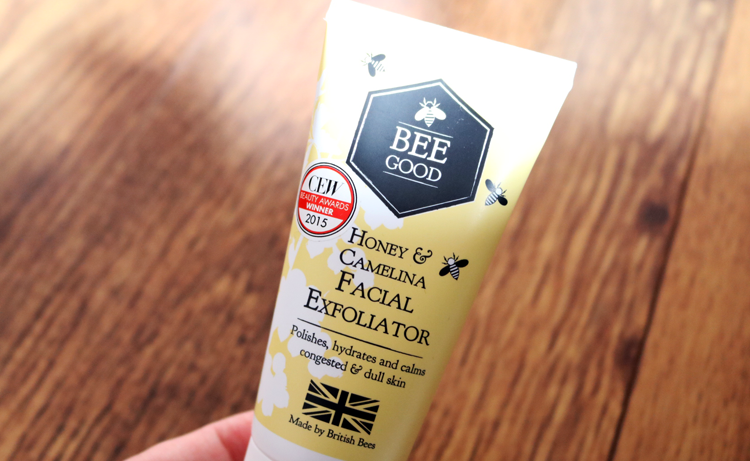 BEE
GOOD
CEW
BEAUTY AWARDS
WINNER
2015
HONEY &
CAMELINA
FACIAL
EXFOLIATOR
Polishes, hydrates and calms
congested & dull skin
Made by British Bees